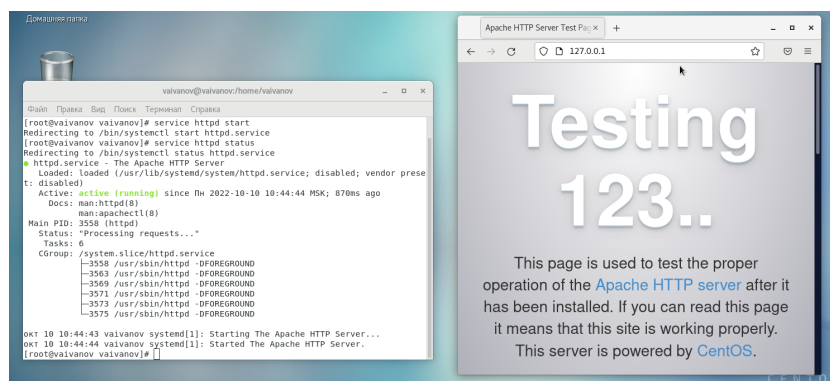 Домашняя папка
vaivanov@vaivanov:/home/vaivanov
Файл Правка Вид Поиск Терминал Справка
[root@vaivanov vaivanov]# service httpd start
Redirecting to /bin/systemctl start httpd.service
[root@vaivanov vaivanov]# service httpd status
Redirecting to /bin/systemctl status httpd.service
● httpd.service - The Apache HTTP Server
Loaded: loaded (/usr/lib/systemd/system/httpd.service; disabled; vendor prese
t: disabled)
Active: active (running) since Пн 2022-10-10 10:44:44 MSK; 870ms ago
Docs: man:httpd(8)
man:apachectl(8)
Main PID: 3558 (httpd)
Status: "Processing requests..."
Tasks: 6
CGroup: /system.slice/httpd.service
├─3558 /usr/sbin/httpd -DFOREGROUND
├─3563 /usr/sbin/httpd -DFOREGROUND
├─3569 /usr/sbin/httpd -DFOREGROUND
├─3571 /usr/sbin/httpd -DFOREGROUND
├─3573 /usr/sbin/httpd -DFOREGROUND
└─3575 /usr/sbin/httpd -DFOREGROUND
окт 10 10:44:43 vaivanov systemd[1]: Starting The Apache HTTP Server...
окт 10 10:44:44 vaivanov systemd[1]: Started The Apache HTTP Server.
[root@vaivanov vaivanov]#
Apache HTTP Server Test Pag
127.0.0.1
Testing
123..
This page is used to test the proper
operation of the Apache HTTP server after it
has been installed. If you can read this page
it means that this site is working properly.
This server is powered by CentOS.